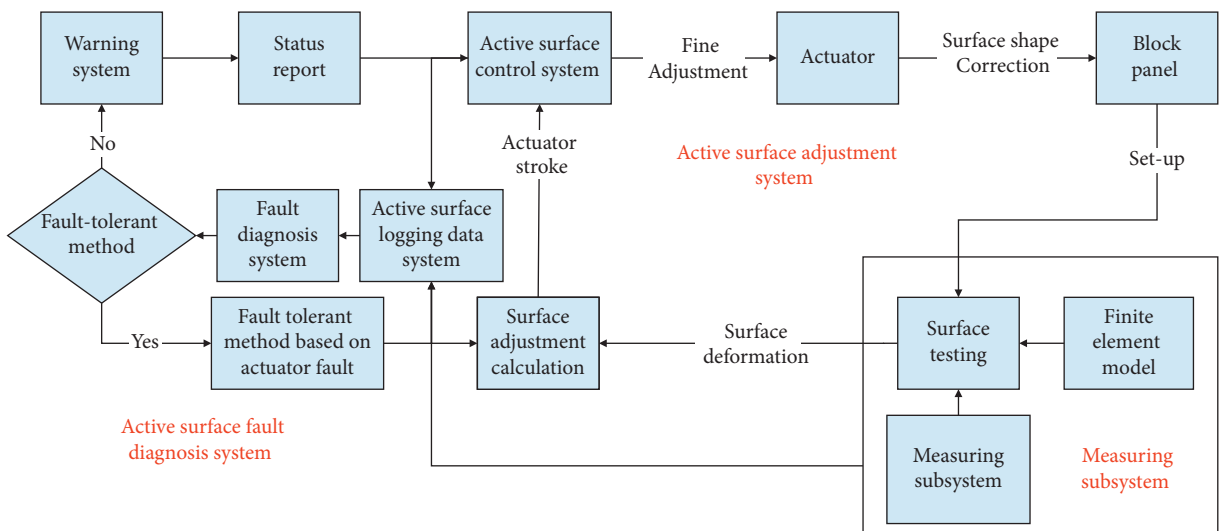 Warning
system
Status
report
Active surface
control system
Fine
Adjustment
Actuator
Surface shape
Correction
Block
panel
No
Actuator
stroke
Active surface adjustment
system
Set-up
Fault-tolerant
method
Fault
diagnosis
system
Active surface
logging data
system
Yes
Fault tolerant
method based on
actuator fault
Surface
adjustment
calculation
Surface
deformation
Surface
testing
Finite
element
model
Active surface fault
diagnosis system
Measuring
subsystem
Measuring
subsystem